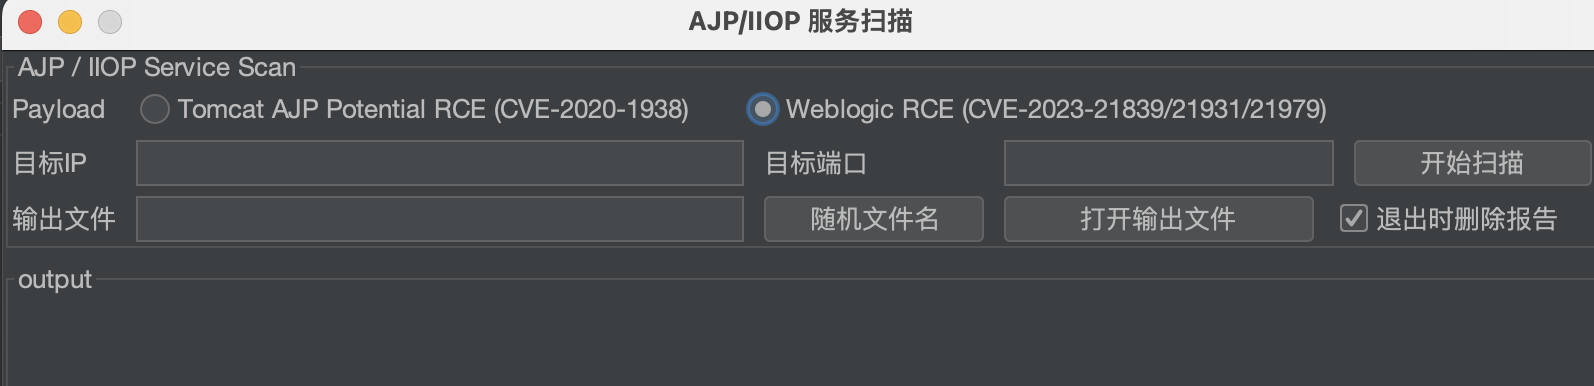 AJP/IIOP 服务扫描
AJP / IIOP Service Scan
Payload Tomcat AJP Potential RCE (CVE-2020-1938) Weblogic RCE (CVE-2023-21839/21931/21979)
目标IP 目标端口 开始扫描
输出文件 随机文件名 打开输出文件 退出时删除报告
output